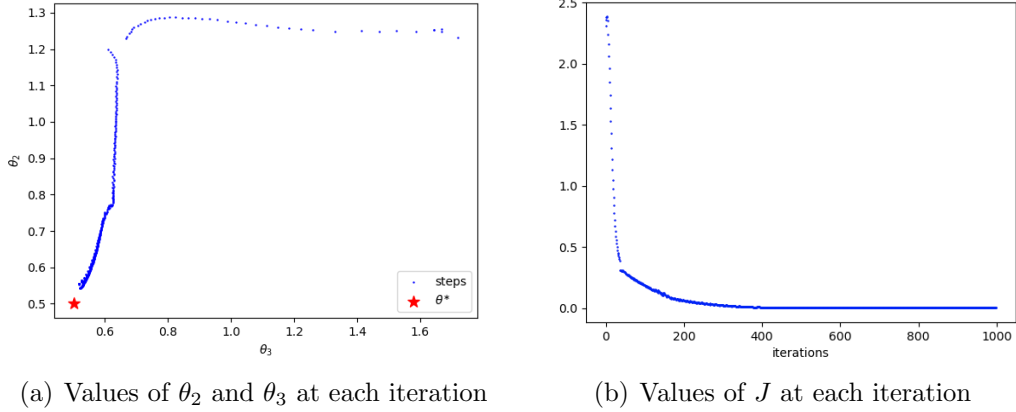 1.3
1.2
1.1
1.0
0.9
0.8
0.7
0.6
0.5
θ₂
0.6 0.8 1.0 1.2 1.4 1.6
θ₃
steps
θ*
2.5
2.0
1.5
1.0
0.5
0.0
0 200 400 600 800 1000
iterations
(a) Values of θ₂ and θ₃ at each iteration
(b) Values of J at each iteration